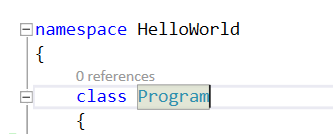 namespace HelloWorld
{
0 references
class Program
{